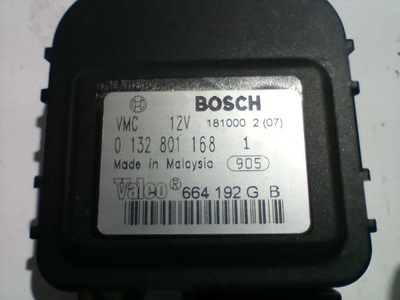 BOSCH
VMC 12V 181000 2 (07)
0 132 801 168 1
Made in Malaysia 905
Valeo® 664 192 G B